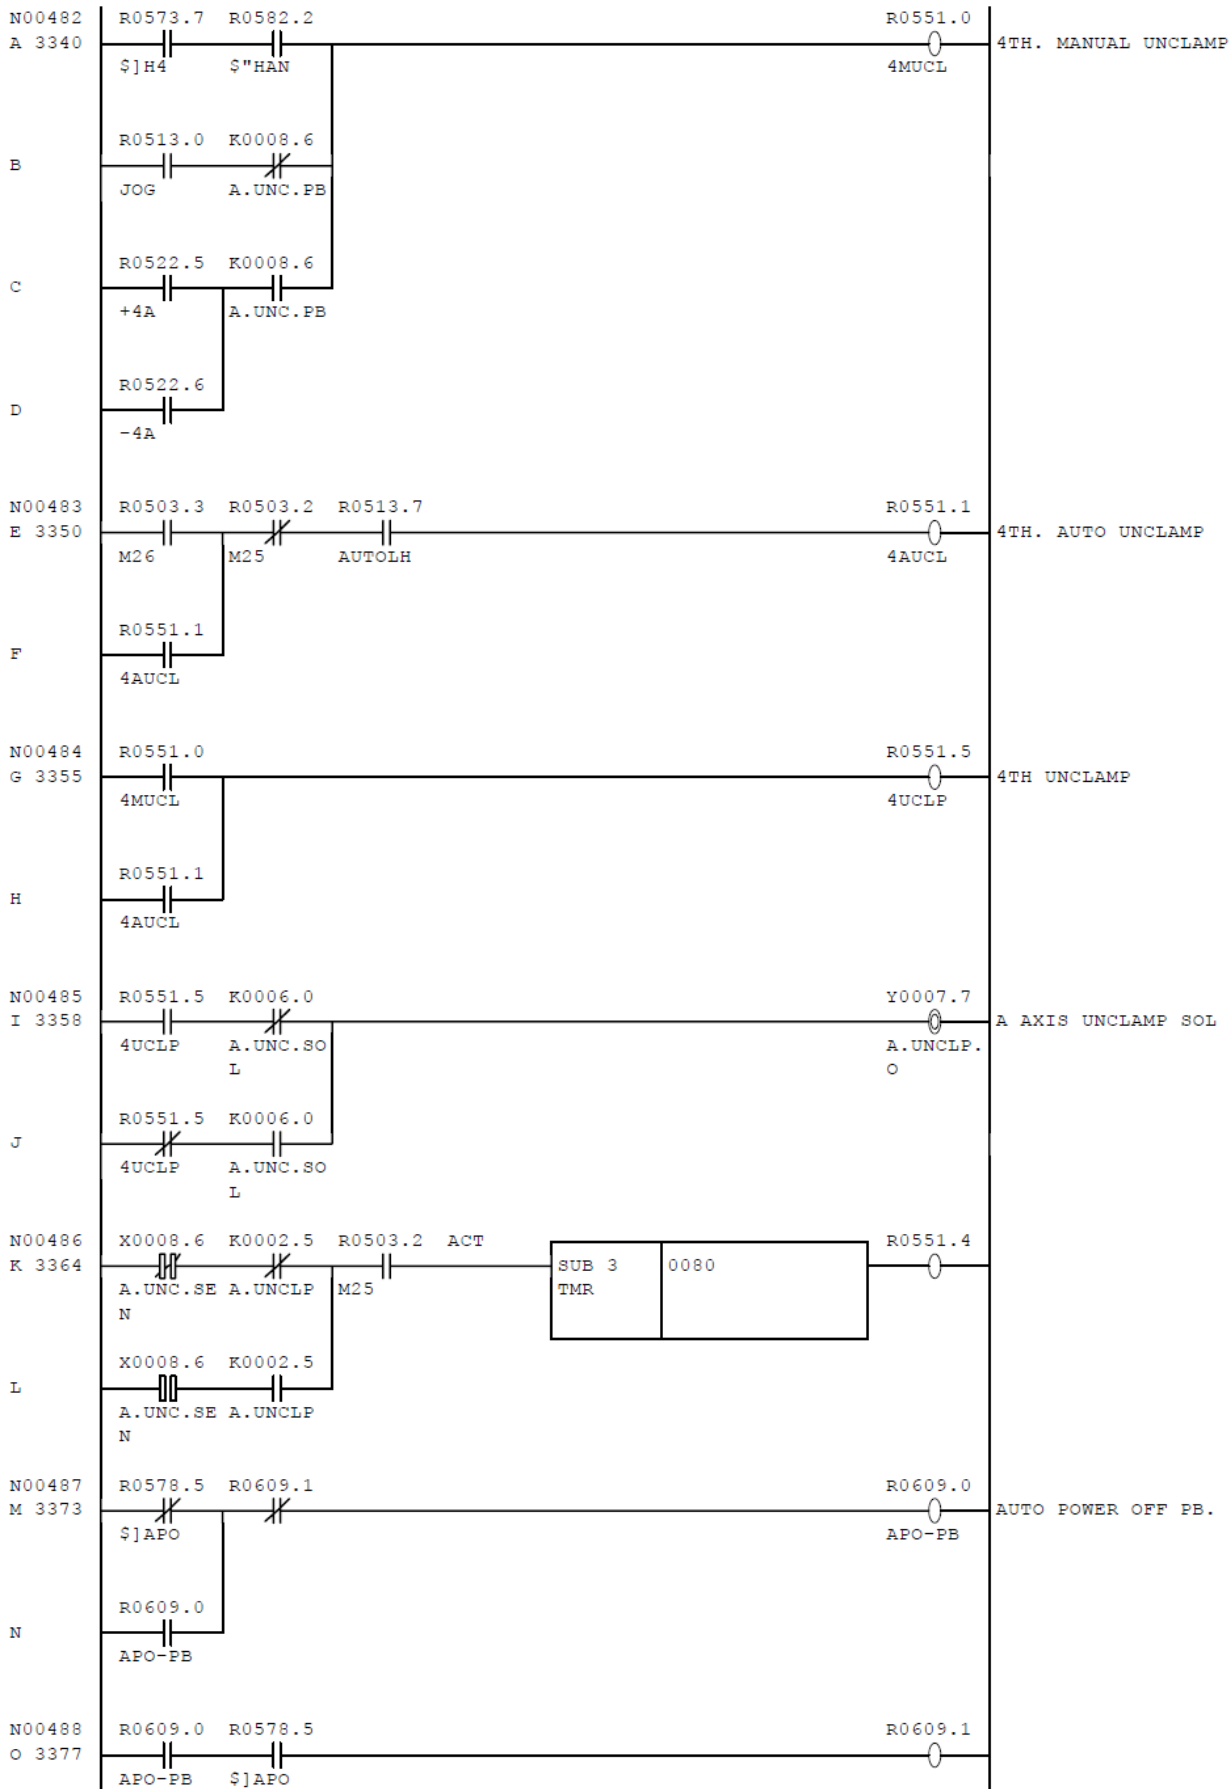 N00482 R0573.7 R0582.2 R0551.0
A 3340 4TH. MANUAL UNCLAMP
$]H4 $"HAN 4MUCL
R0513.0 K0008.6
B
JOG A.UNC.PB
R0522.5 K0008.6
C
+4A A.UNC.PB
R0522.6
D
-4A
N00483 R0503.3 R0503.2 R0513.7 R0551.1
E 3350 4TH. AUTO UNCLAMP
M26 M25 AUTOLH 4AUCL
R0551.1
F
4AUCL
N00484 R0551.0 R0551.5
G 3355 4TH UNCLAMP
4MUCL 4UCLP
R0551.1
H
4AUCL
N00485 R0551.5 K0006.0 Y0007.7
I 3358 A AXIS UNCLAMP SOL
4UCLP A.UNC.SO A.UNCLP.
L O
R0551.5 K0006.0
J
4UCLP A.UNC.SO
L
N00486 X0008.6 K0002.5 R0503.2 ACT R0551.4
K 3364 SUB 3 0080
A.UNC.SE A.UNCLP M25 TMR
N
X0008.6 K0002.5
L
A.UNC.SE A.UNCLP
N
N00487 R0578.5 R0609.1 R0609.0
M 3373 AUTO POWER OFF PB.
$]APO APO-PB
R0609.0
N
APO-PB
N00488 R0609.0 R0578.5 R0609.1
O 3377
APO-PB $]APO